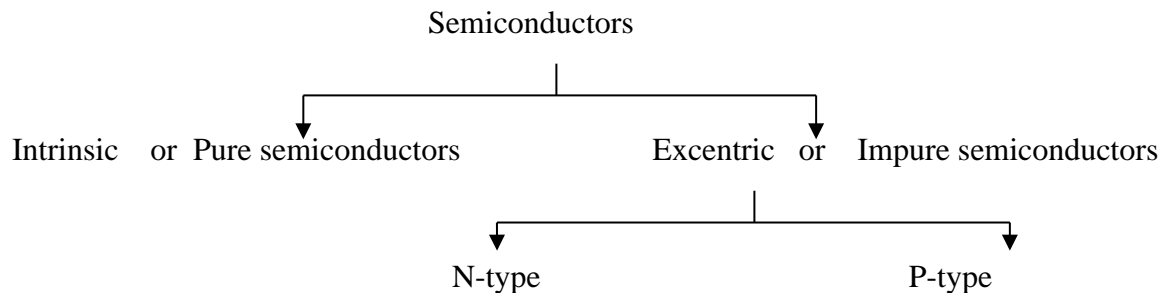 Semiconductors
Intrinsic or Pure semiconductors Excentric or Impure semiconductors
N-type P-type